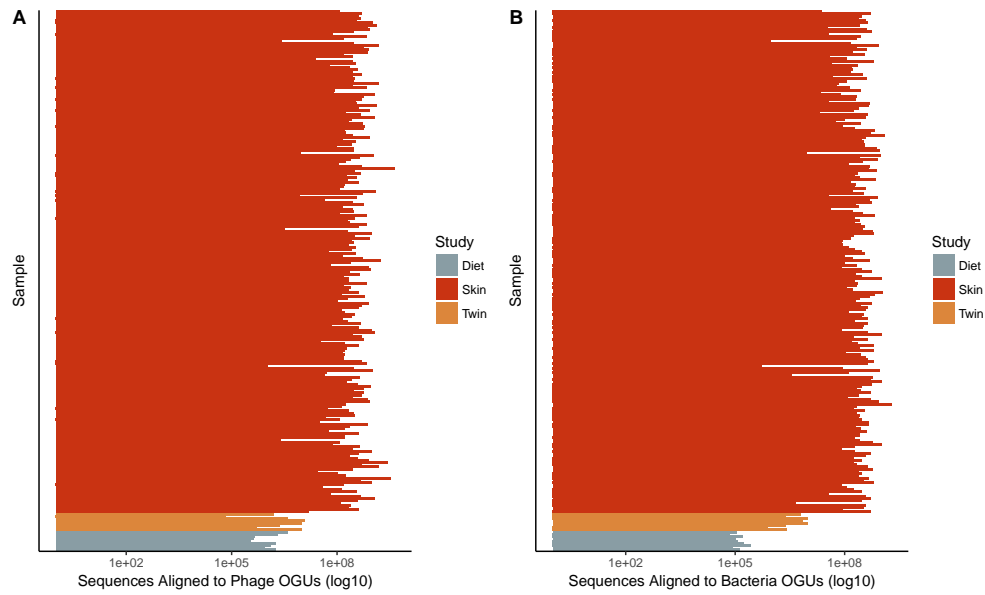 A
Sample
1e+02 1e+05 1e+08
Sequences Aligned to Phage OGUs (log10)
Study
Diet
Skin
Twin
B
Sample
1e+02 1e+05 1e+08
Sequences Aligned to Bacteria OGUs (log10)
Study
Diet
Skin
Twin